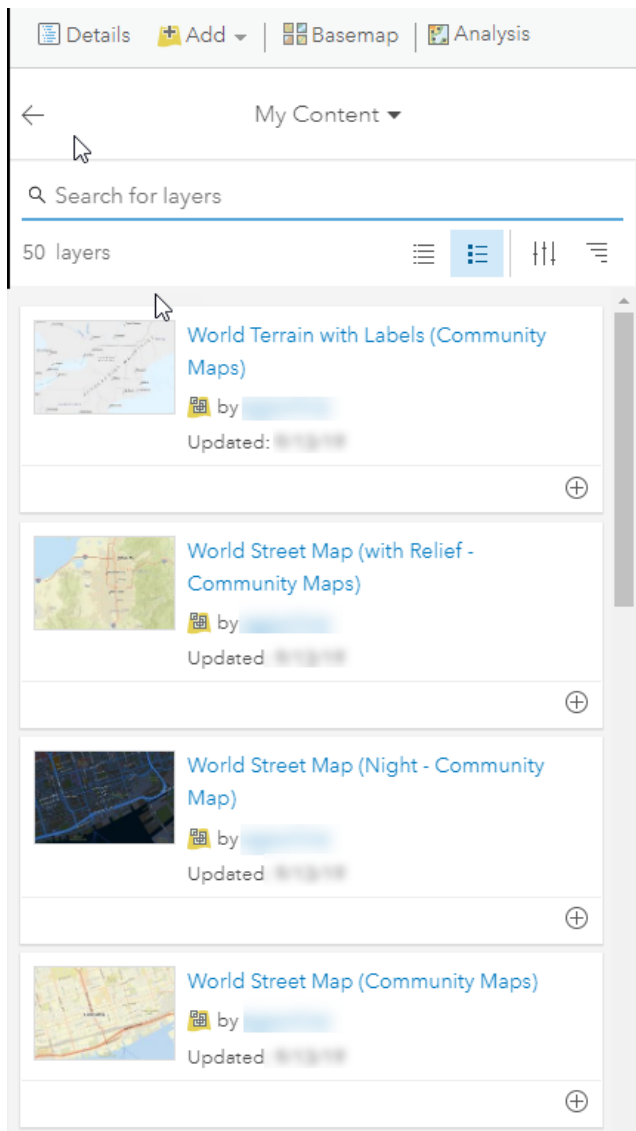 Details Add Basemap Analysis
My Content
Search for layers
50 layers
World Terrain with Labels (Community
Maps)
by
Updated:
World Street Map (with Relief -
Community Maps)
by
Updated
World Street Map (Night - Community
Map)
by
Updated
World Street Map (Community Maps)
by
Updated